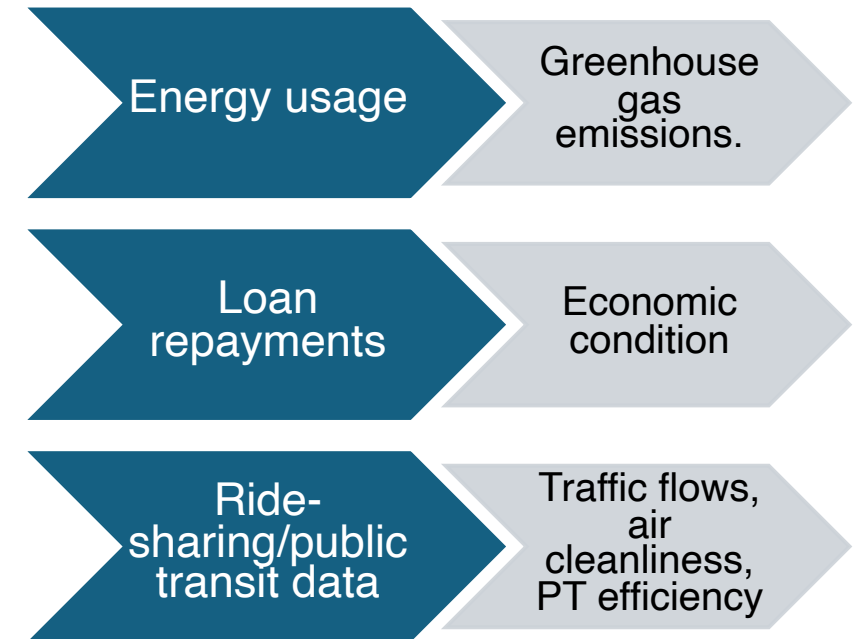 Energy usage
Greenhouse
gas
emissions.
Loan
repayments
Economic
condition
Ride-
sharing/public
transit data
Traffic flows,
air
cleanliness,
PT efficiency